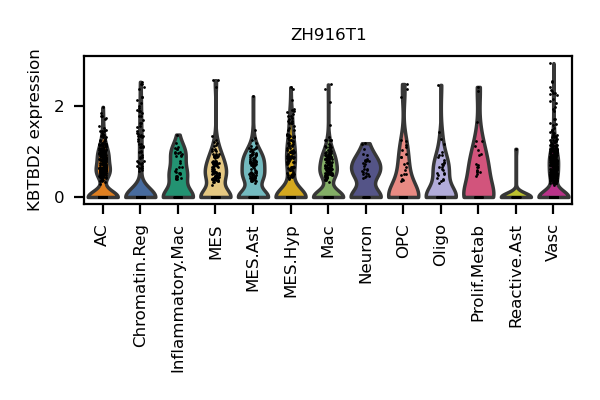 ZH916T1
KBTBD2 expression
2
0
AC
Chromatin.Reg
Inflammatory.Mac
MES
MES.Ast
MES.Hyp
Mac
Neuron
OPC
Oligo
Prolif.Metab
Reactive.Ast
Vasc